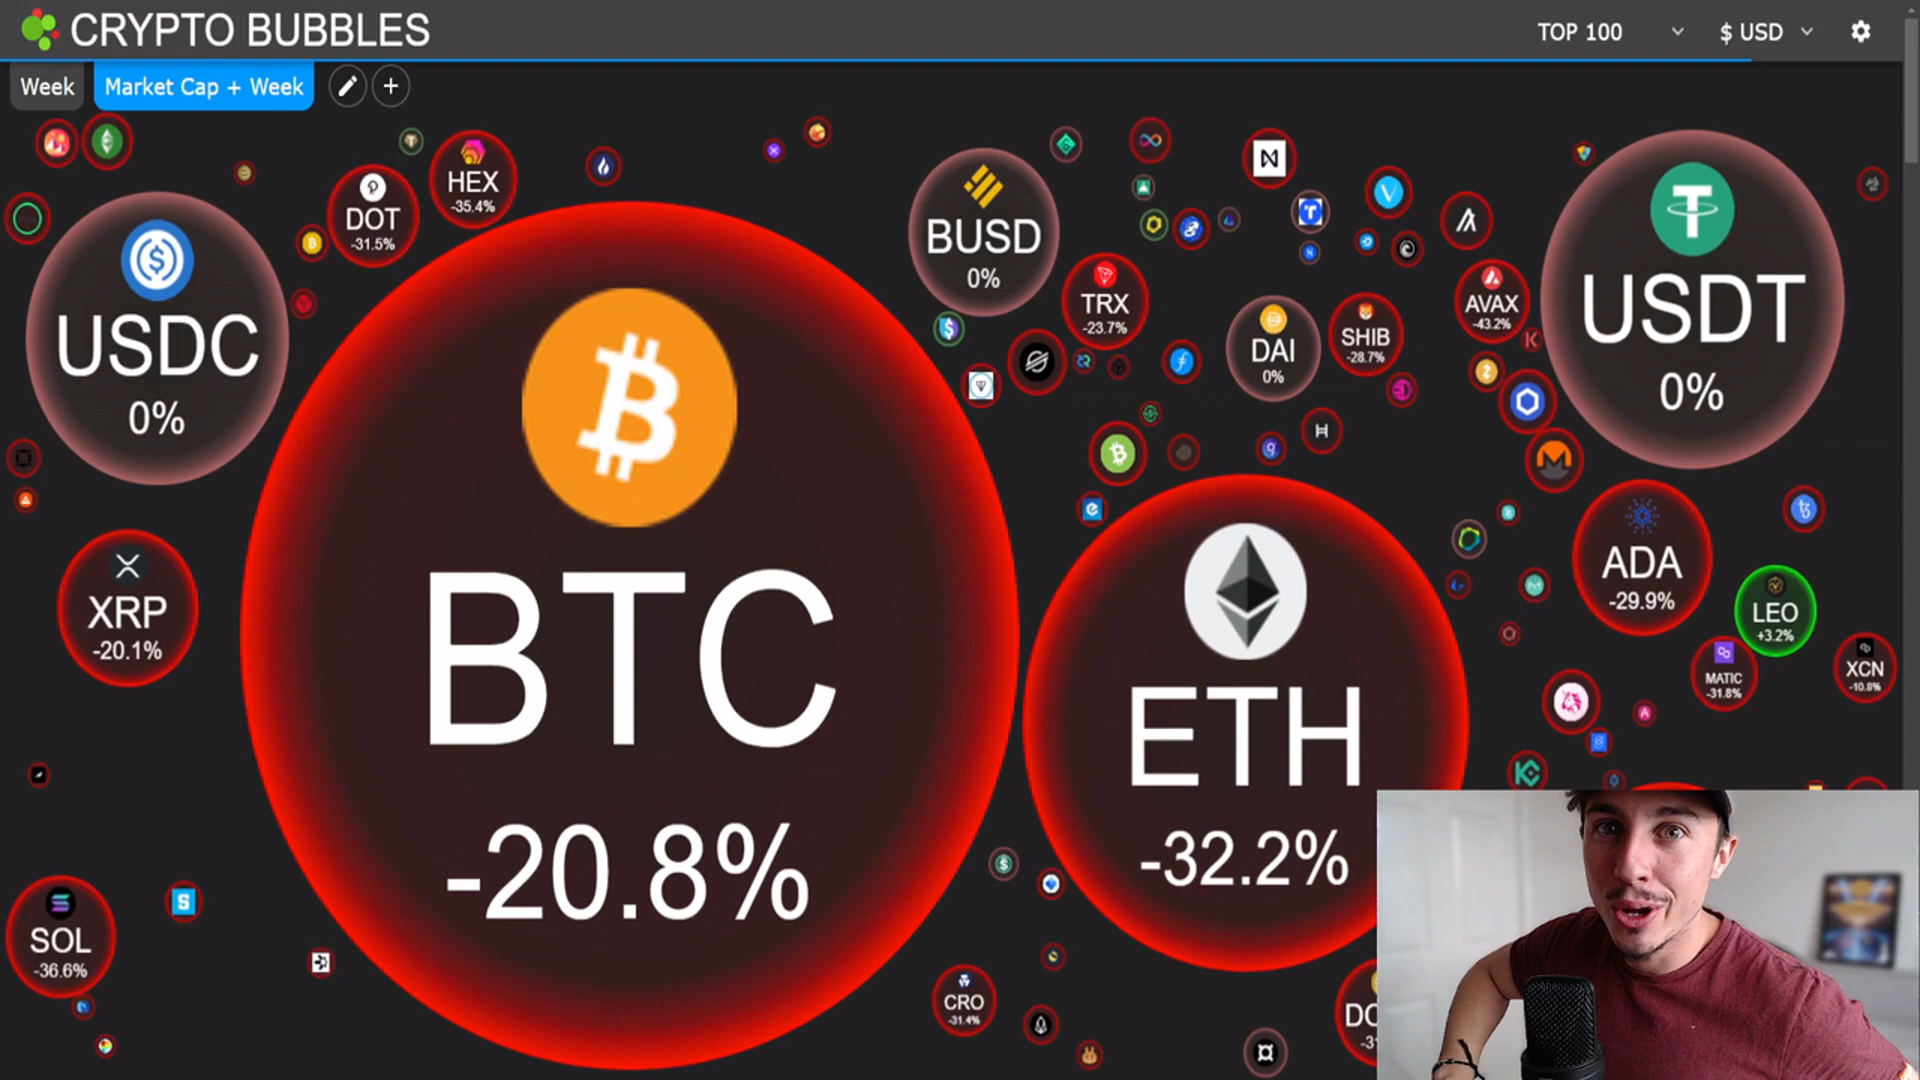 CRYPTO BUBBLES
TOP 100
$ USD
Week
Market Cap + Week
HEX
-35.4%
DOT
-31.5%
USDC
0%
BUSD
0%
TRX
-23.7%
DAI
0%
SHIB
-28.7%
AVAX
-43.2%
USDT
0%
BTC
-20.8%
ETH
-32.2%
XRP
-20.1%
ADA
-29.9%
LEO
+3.2%
MATIC
-31.8%
XCN
-10.8%
SOL
-36.6%
CRO
-31.4%